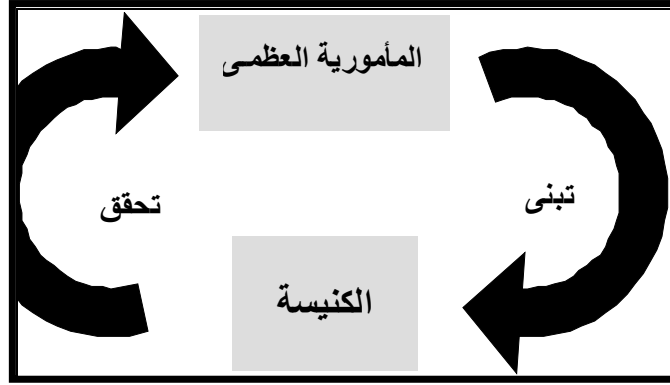 المأمورية العظمى
تبنى
تحقق
الكنيسة